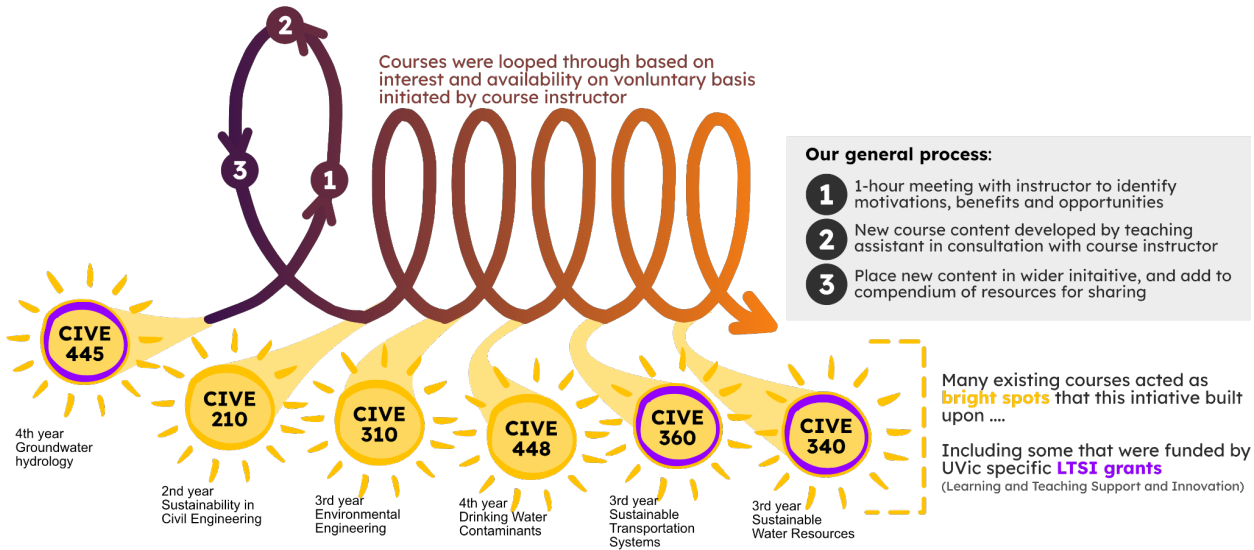 2
Courses were looped through based on
interest and availability on vonluntary basis
initiated by course instructor
3
1
Our general process:
1
1-hour meeting with instructor to identify
motivations, benefits and opportunities
2
New course content developed by teaching
assistant in consultation with course instructor
3
Place new content in wider initaitive, and add to
compendium of resources for sharing
CIVE
445
4th year
Groundwater
hydrology
CIVE
210
2nd year
Sustainability in
Civil Engineering
CIVE
310
3rd year
Environmental
Engineering
CIVE
448
4th year
Drinking Water
Contaminants
CIVE
360
3rd year
Sustainable
Transportation
Systems
CIVE
340
3rd year
Sustainable
Water Resources
Many existing courses acted as
bright spots that this intiative built
upon ....
Including some that were funded by
UVic specific LTSI grants
(Learning and Teaching Support and Innovation)